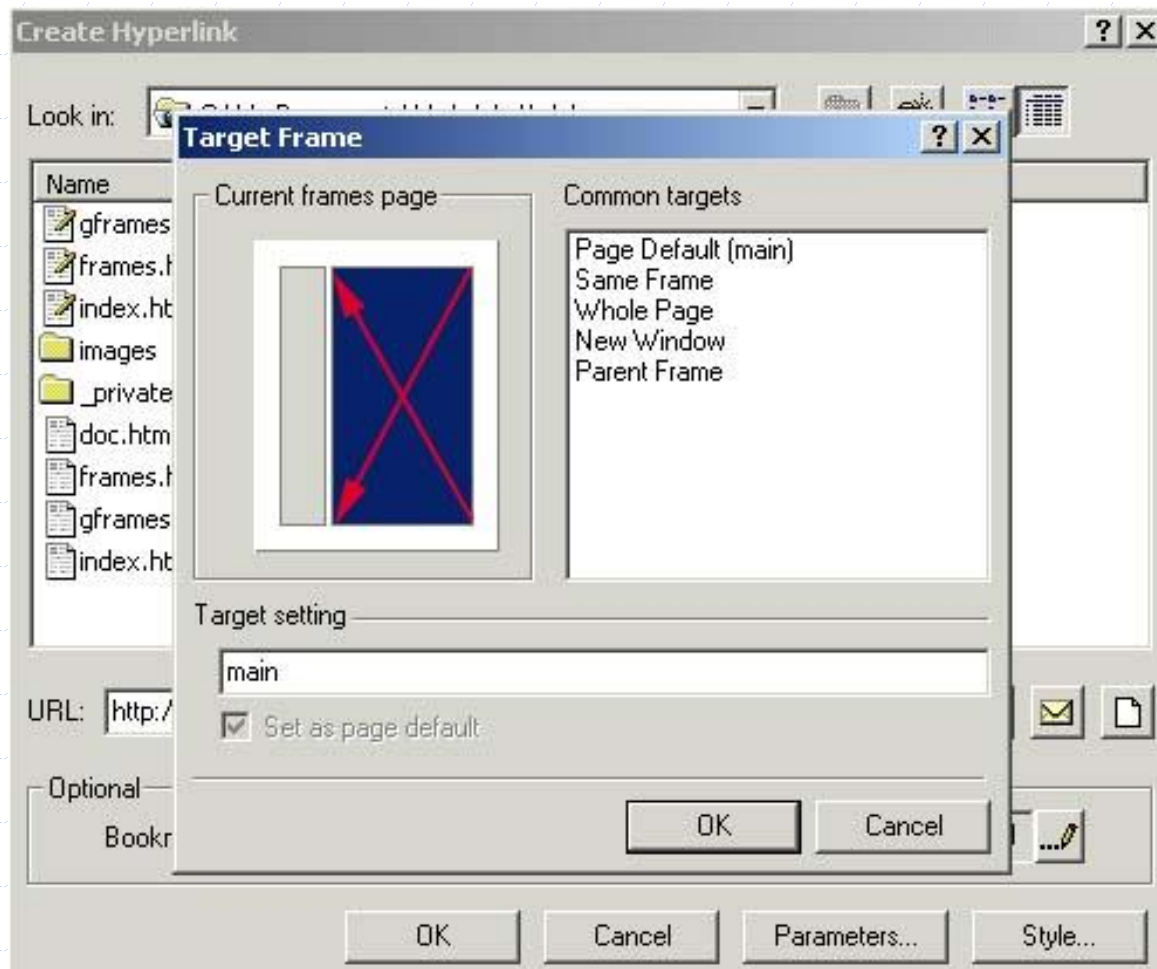 Create Hyperlink
Look in:
Target Frame
Name
gframes
frames.h
index.ht
images
_private
doc.htm
frames.h
gframes
index.ht
Current frames page
Common targets
Page Default (main)
Same Frame
Whole Page
New Window
Parent Frame
Target setting
main
Set as page default
URL: http:/
Optional
Bookr
OK Cancel
OK Cancel Parameters... Style...